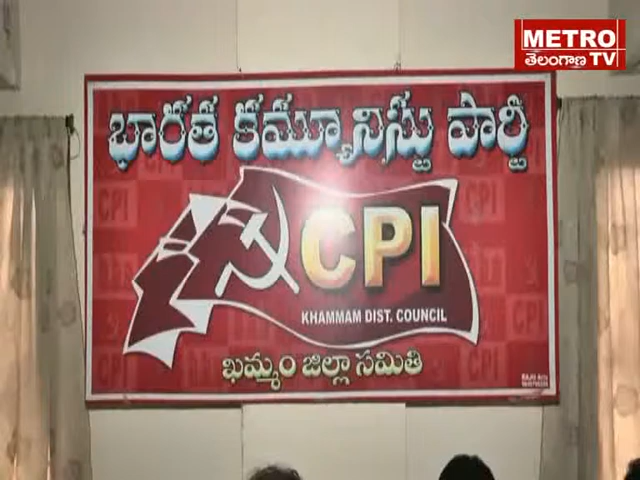 METRO
తెలంగాణ TV
భారత కమ్యూనిస్టు పార్టీ
CPI
KHAMMAM DIST. COUNCIL
ఖమ్మం జిల్లా సమితి